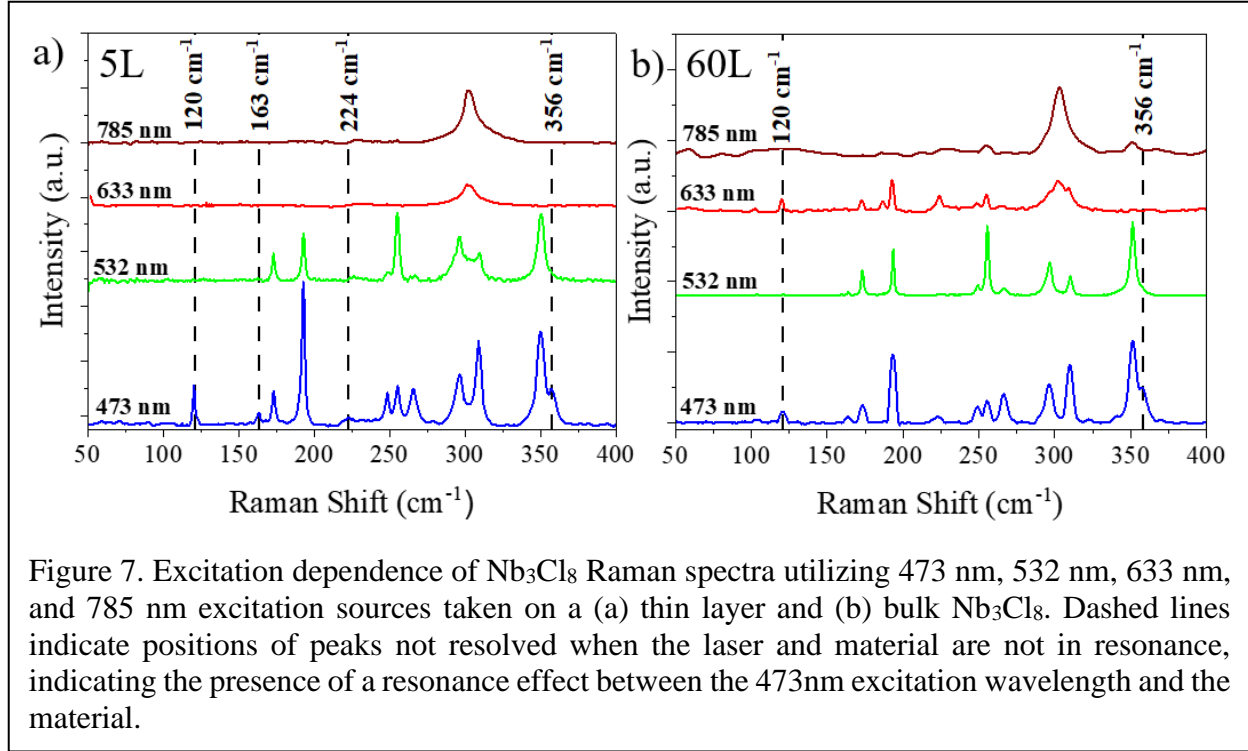 a) 5L
120 cm⁻¹
163 cm⁻¹
224 cm⁻¹
356 cm⁻¹
785 nm
633 nm
532 nm
473 nm
Intensity (a.u.)
50 100 150 200 250 300 350 400
Raman Shift (cm⁻¹)
b) 60L
120 cm⁻¹
356 cm⁻¹
785 nm
633 nm
532 nm
473 nm
Intensity (a.u.)
50 100 150 200 250 300 350 400
Raman Shift (cm⁻¹)
Figure 7. Excitation dependence of Nb₃Cl₈ Raman spectra utilizing 473 nm, 532 nm, 633 nm,
and 785 nm excitation sources taken on a (a) thin layer and (b) bulk Nb₃Cl₈. Dashed lines
indicate positions of peaks not resolved when the laser and material are not in resonance,
indicating the presence of a resonance effect between the 473nm excitation wavelength and the
material.